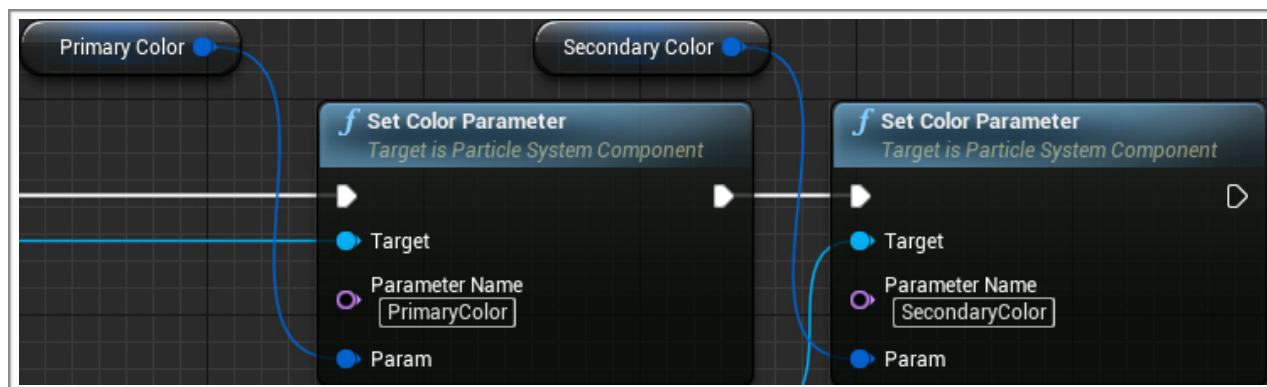 Primary Color
Secondary Color
f Set Color Parameter
Target is Particle System Component
Target
Parameter Name
PrimaryColor
Param
f Set Color Parameter
Target is Particle System Component
Target
Parameter Name
SecondaryColor
Param